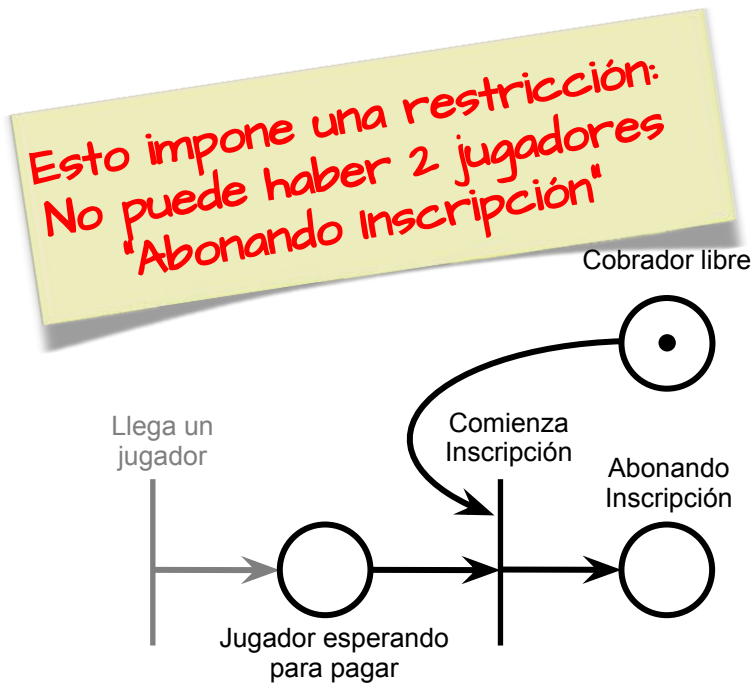 Esto impone una restricción:
No puede haber 2 jugadores
"Abonando Inscripción"
Cobrador libre
Llega un
jugador
Comienza
Inscripción
Abonando
Inscripción
Jugador esperando
para pagar